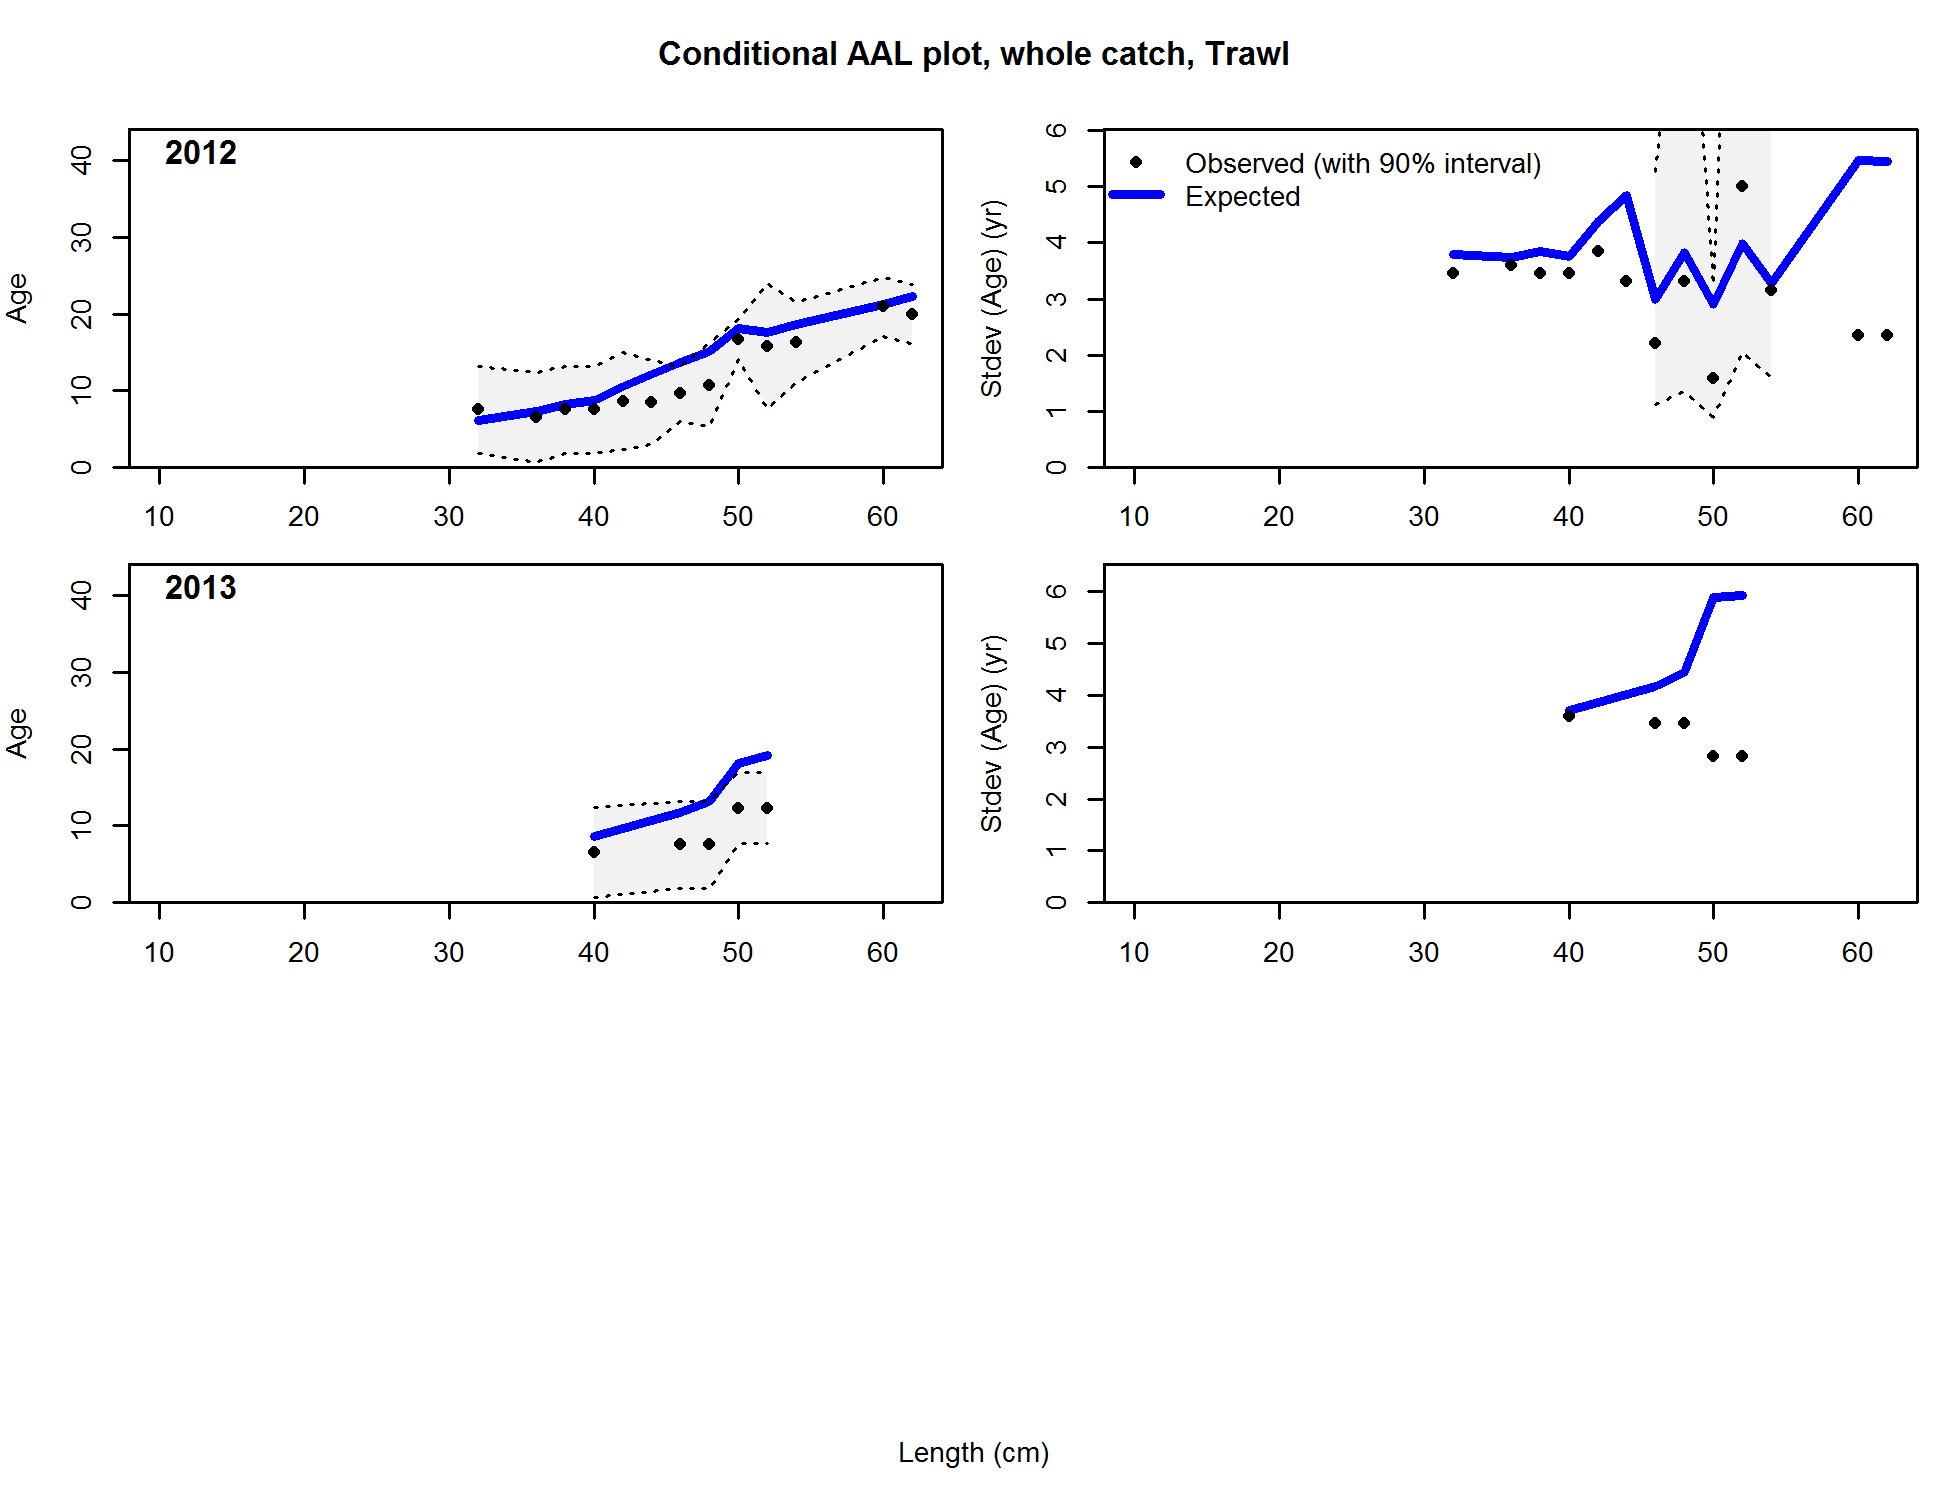 Conditional AAL plot, whole catch, Trawl
2012
Age
0 10 20 30 40
10 20 30 40 50 60
Observed (with 90% interval)
Expected
Stdev (Age) (yr)
0 1 2 3 4 5 6
10 20 30 40 50 60
2013
Age
0 10 20 30 40
10 20 30 40 50 60
Stdev (Age) (yr)
0 1 2 3 4 5 6
10 20 30 40 50 60
Length (cm)